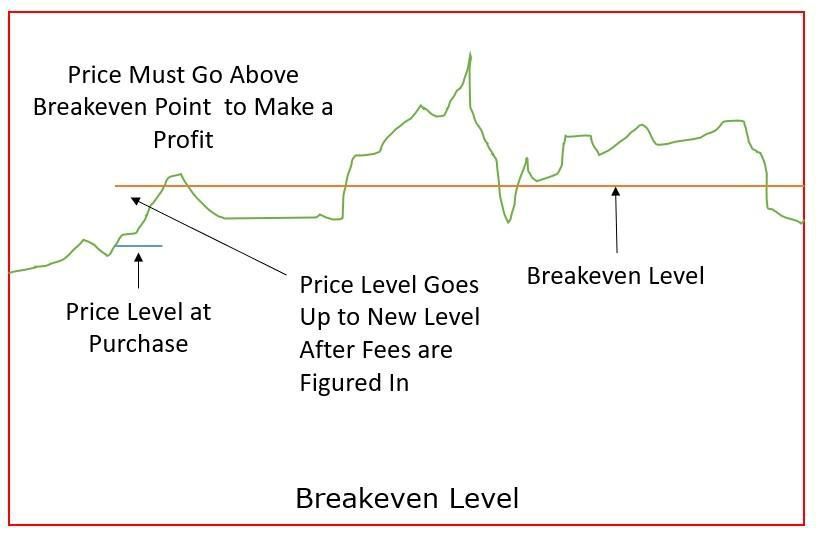 Price Must Go Above
Breakeven Point to Make a
Profit
Price Level at
Purchase
Price Level Goes
Up to New Level
After Fees are
Figured In
Breakeven Level
Breakeven Level